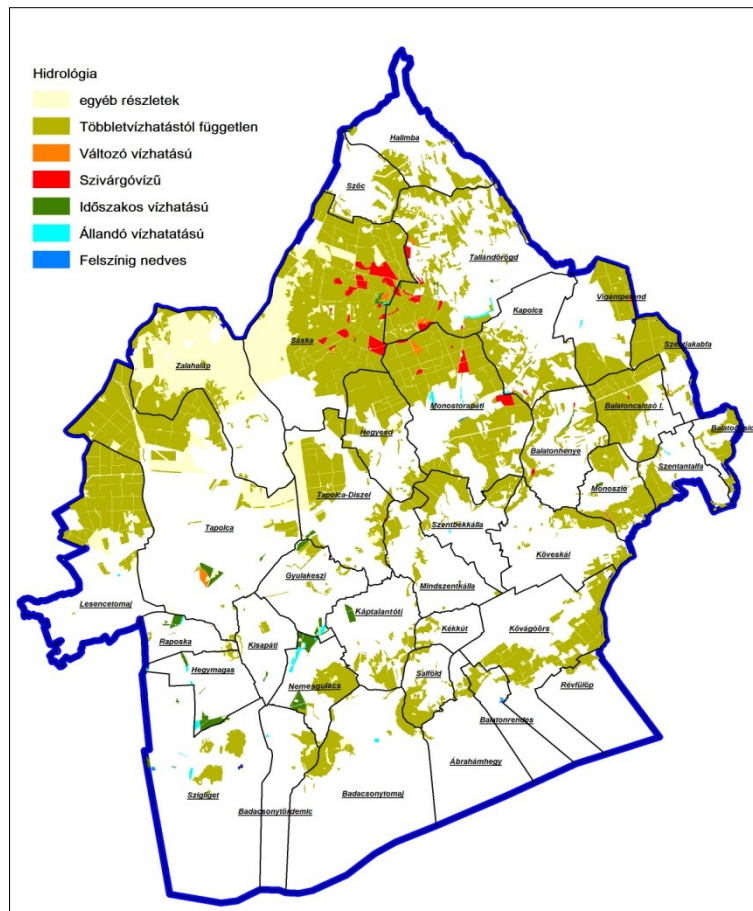 Hidrológia
egyéb részletek
Többletvízhatástól független
Változó vízhatású
Szivárgóvízű
Időszakos vízhatású
Állandó vízhatatású
Felszínig nedves
Halimba
Szőc
Taliándörögd
Kapolcs
Vigántpetend
Sáska
Szentjakabfa
Zalahaláp
Monostorapáti
Balatoncsicsó I.
Hegyesd
Balatoncsic
Balatonhenye
Szentantalfa
Tapolca-Diszel
Monoszló
Tapolca
Szentbékkálla
Köveskál
Gyulakeszi
Mindszentkálla
Lesencetomaj
Káptalantóti
Raposka
Kisapáti
Kékkút
Kővágóörs
Hegymagas
Salföld
Nemesgulács
Révfülöp
Balatonrendes
Ábrahámhegy
Szigliget
Badacsonytomaj
Badacsonytördemic